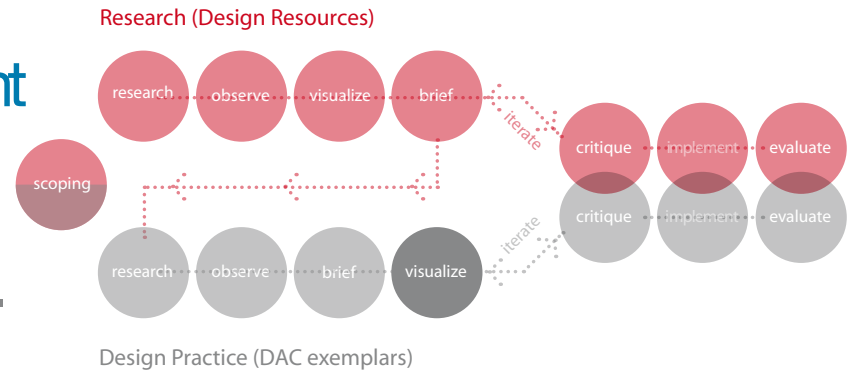 Research (Design Resources)
nt
research observe visualize brief
iterate
critique implement evaluate
scoping
critique implement evaluate
iterate
research observe brief visualize
Design Practice (DAC exemplars)